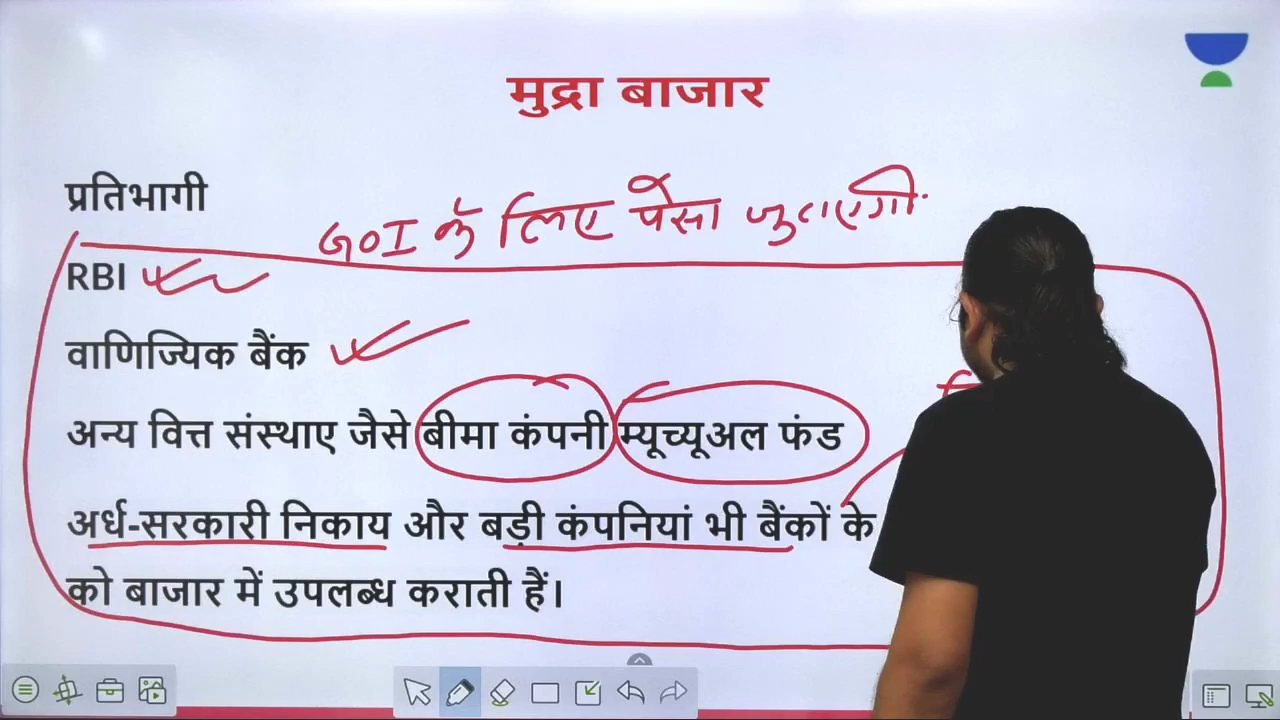 मुद्रा बाजार
प्रतिभागी
GOI के लिए पैसा जुटाएगी
RBI
वाणिज्यिक बैंक
अन्य वित्त संस्थाए जैसे बीमा कंपनी म्यूच्यूअल फंड
अर्ध-सरकारी निकाय और बड़ी कंपनियां भी बैंकों के
को बाजार में उपलब्ध कराती हैं।